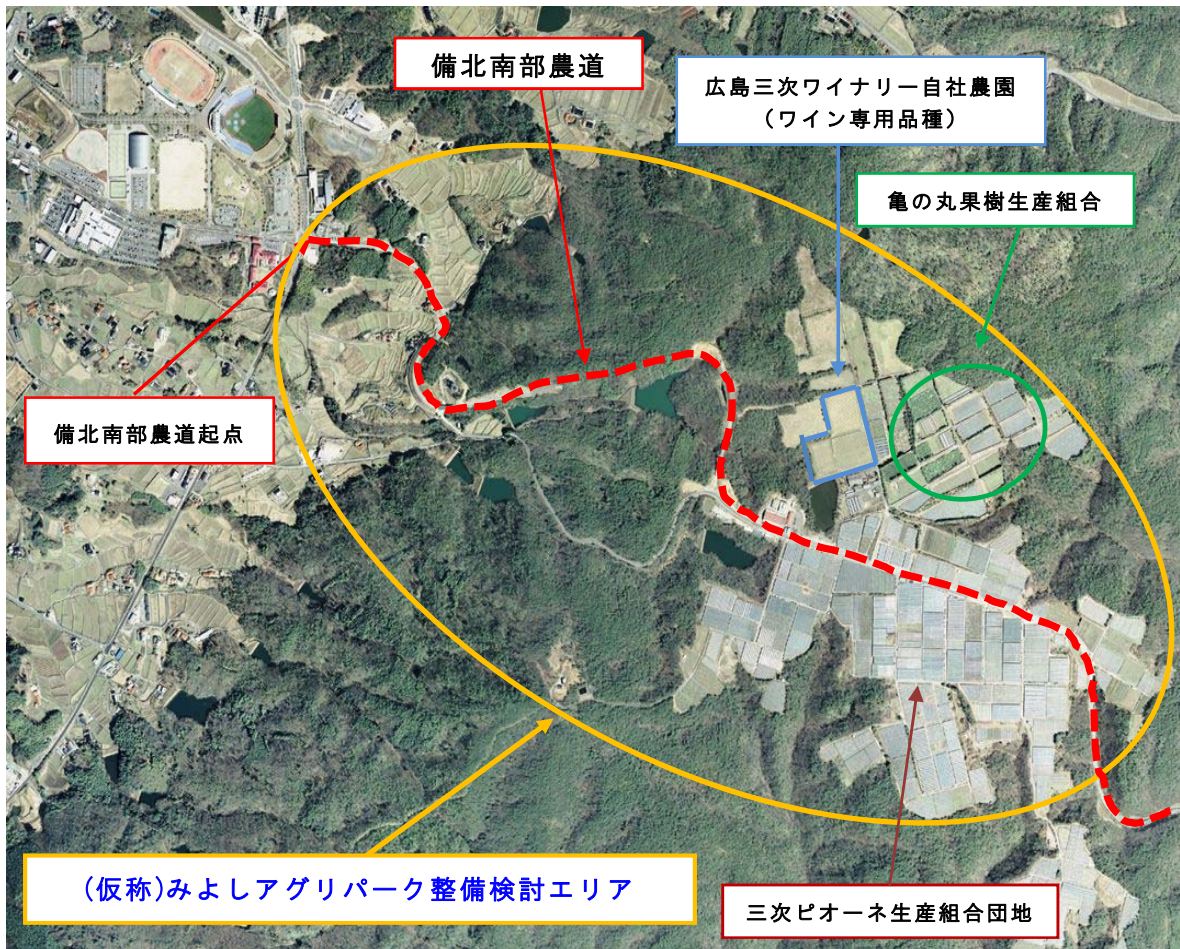 備北南部農道
広島三次ワイナリー自社農園
（ワイン専用品種）
亀の丸果樹生産組合
備北南部農道起点
(仮称)みよしアグリパーク整備検討エリア
三次ピオーネ生産組合団地